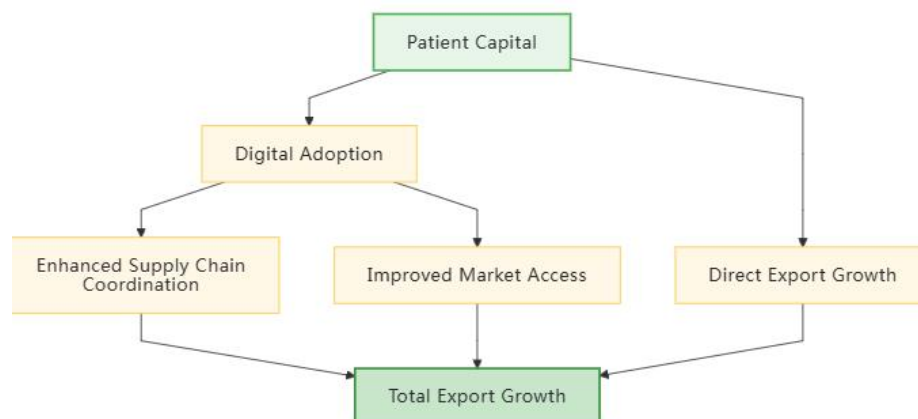 Patient Capital
Digital Adoption
Enhanced Supply Chain
Coordination
Improved Market Access
Direct Export Growth
Total Export Growth